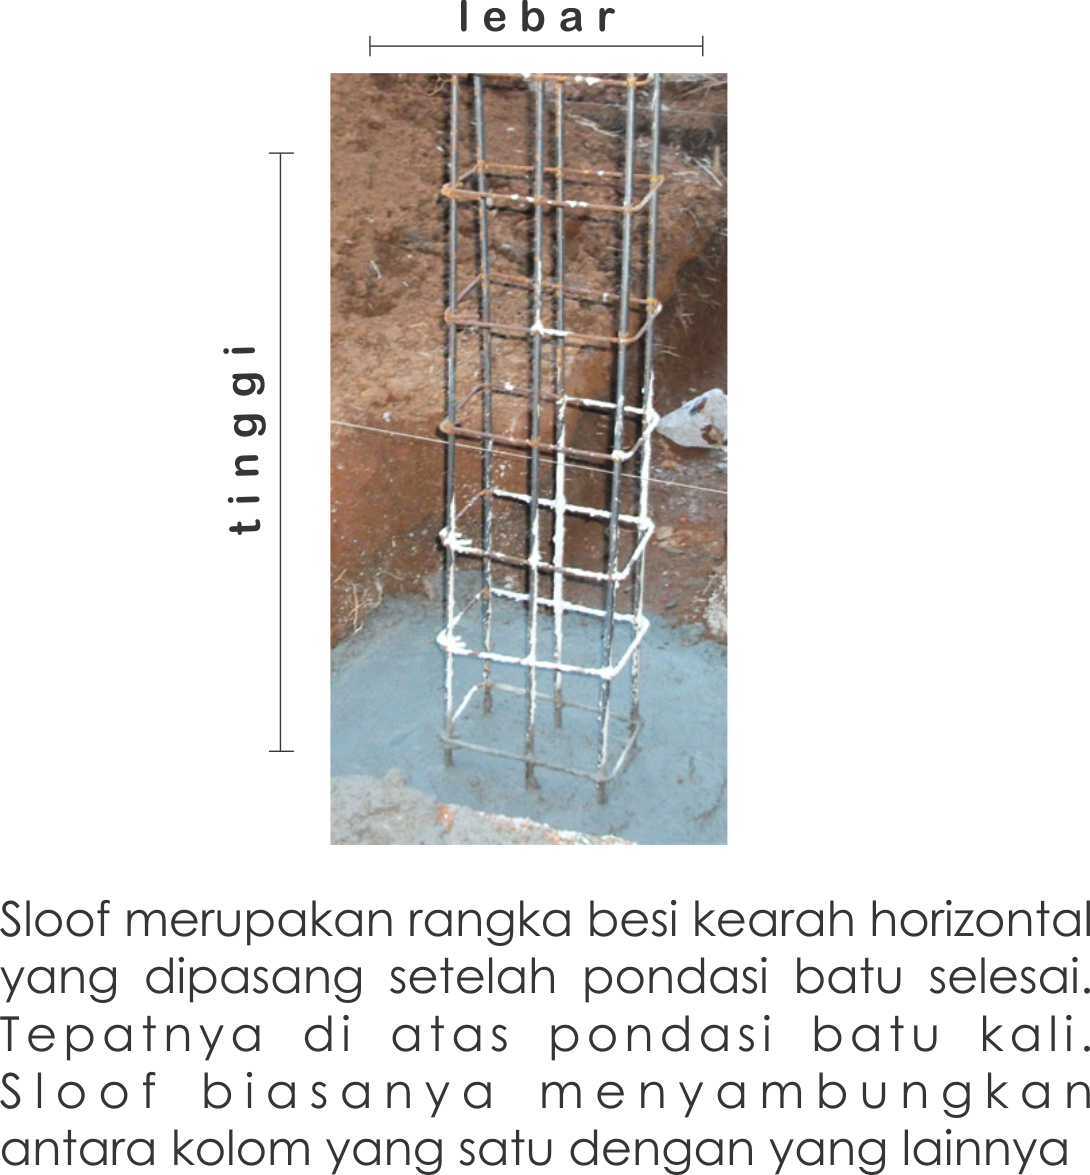 lebar
tinggi
Sloof merupakan rangka besi kearah horizontal
yang dipasang setelah pondasi batu selesai.
Tepatnya di atas pondasi batu kali.
Sloof biasanya menyambungkan
antara kolom yang satu dengan yang lainnya